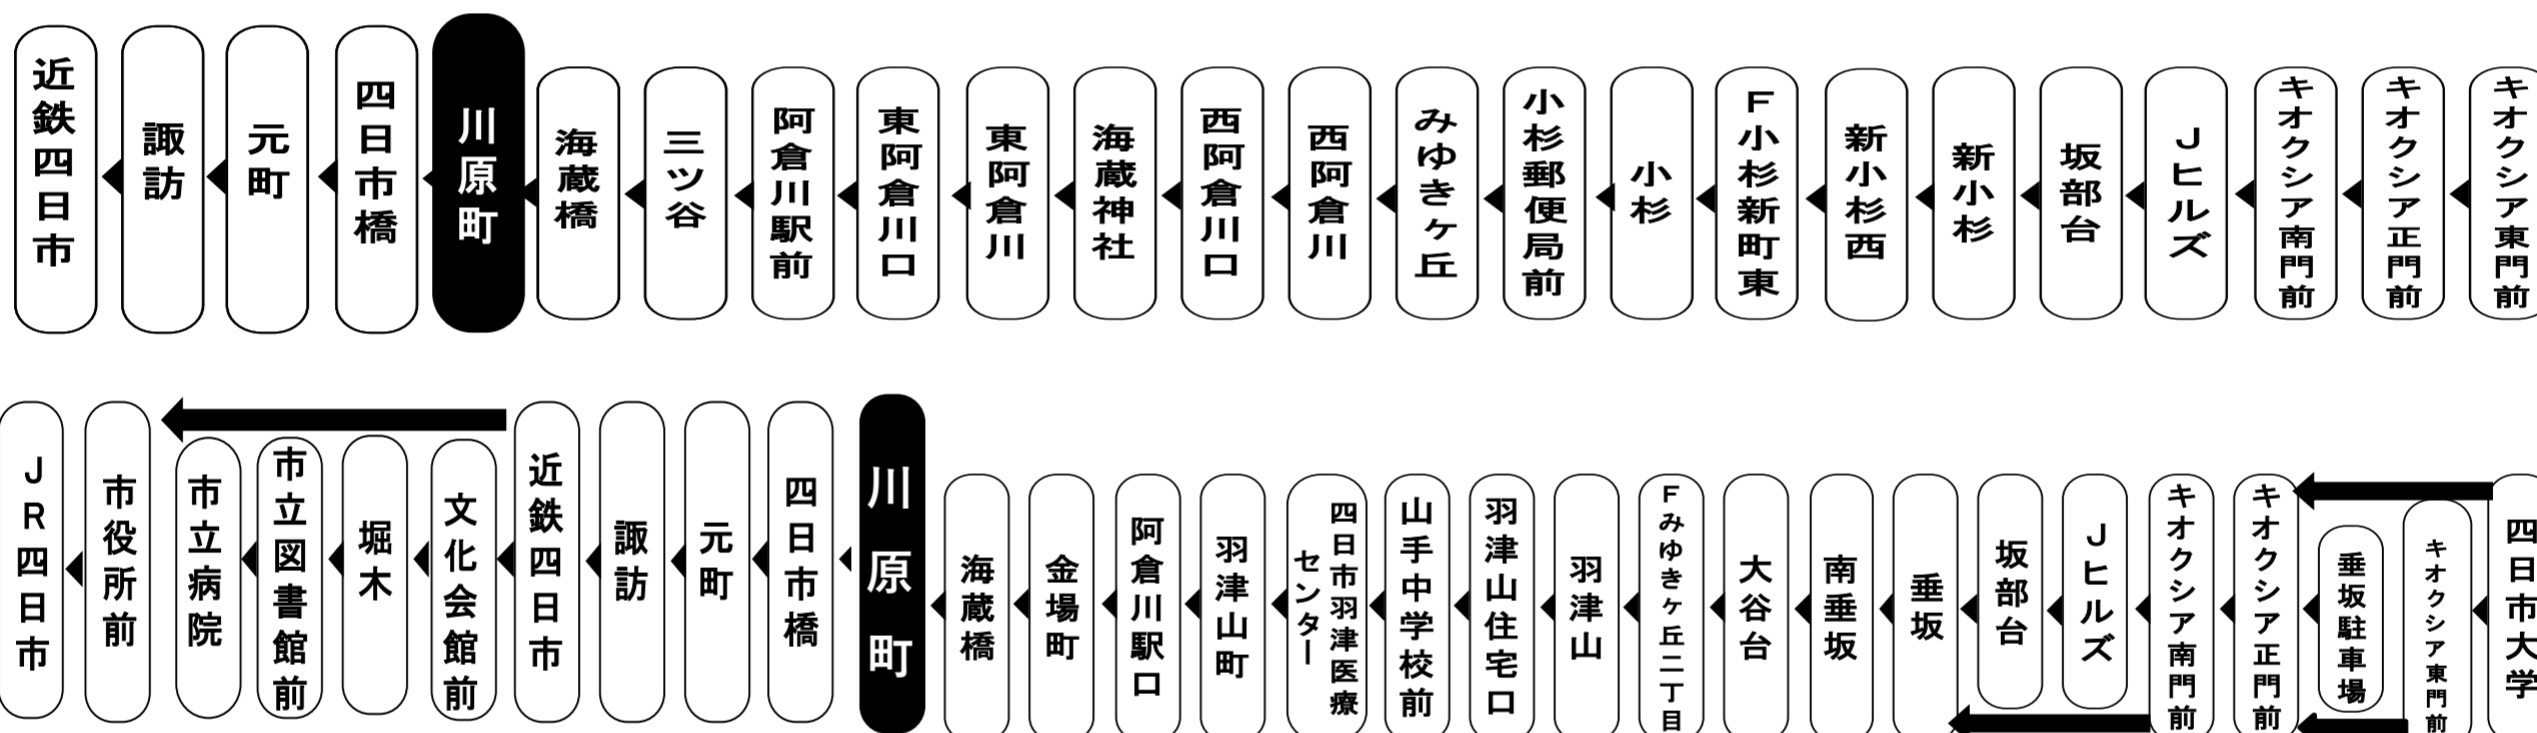 近鉄四日市
諏訪
元町
四日市橋
川原町
海蔵橋
三ツ谷
阿倉川駅前
東阿倉川口
東阿倉川
海蔵神社
西阿倉川口
西阿倉川
みゆきヶ丘
小杉郵便局前
小杉
F小杉新町東
新小杉西
新小杉
坂部台
Jヒルズ
キオクシア南門前
キオクシア正門前
キオクシア東門前
JR四日市
市役所前
市立病院
市立図書館前
堀木
文化会館前
近鉄四日市
諏訪
元町
四日市橋
川原町
海蔵橋
金場町
阿倉川駅口
羽津山町
四日市羽津医療
センター
山手中学校前
羽津山住宅口
羽津山
Fみゆきヶ丘二丁目
大谷台
南垂坂
垂坂
坂部台
Jヒルズ
キオクシア南門前
キオクシア正門前
垂坂駐車場
キオクシア東門前
四日市大学